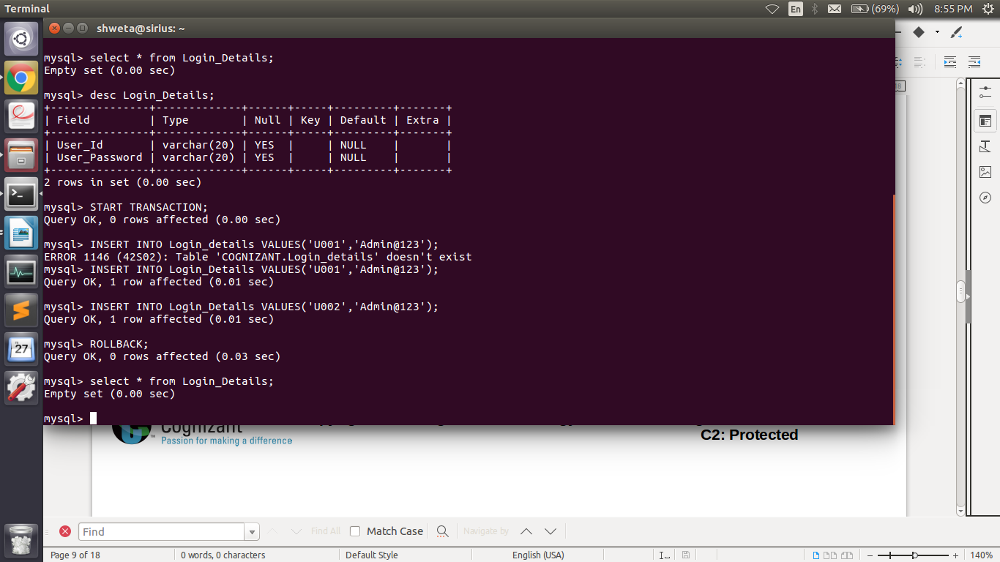 Terminal
En
(69%)
8:55 PM
shweta@sirius: ~
mysql> select * from Login_Details;
Empty set (0.00 sec)
mysql> desc Login_Details;
+---------------+-------------+------+-----+---------+-------+
| Field         | Type        | Null | Key | Default | Extra |
+---------------+-------------+------+-----+---------+-------+
| User_Id       | varchar(20) | YES  |     | NULL    |       |
| User_Password | varchar(20) | YES  |     | NULL    |       |
+---------------+-------------+------+-----+---------+-------+
2 rows in set (0.00 sec)
mysql> START TRANSACTION;
Query OK, 0 rows affected (0.00 sec)
mysql> INSERT INTO Login_details VALUES('U001','Admin@123');
ERROR 1146 (42S02): Table 'COGNIZANT.Login_details' doesn't exist
mysql> INSERT INTO Login_Details VALUES('U001','Admin@123');
Query OK, 1 row affected (0.01 sec)
mysql> INSERT INTO Login_Details VALUES('U002','Admin@123');
Query OK, 1 row affected (0.01 sec)
mysql> ROLLBACK;
Query OK, 0 rows affected (0.03 sec)
mysql> select * from Login_Details;
Empty set (0.00 sec)
mysql>
18
27
Cognizant
Passion for making a difference
C2: Protected
Find
Find All
Match Case
Navigate by
Page 9 of 18
0 words, 0 characters
Default Style
English (USA)
140%